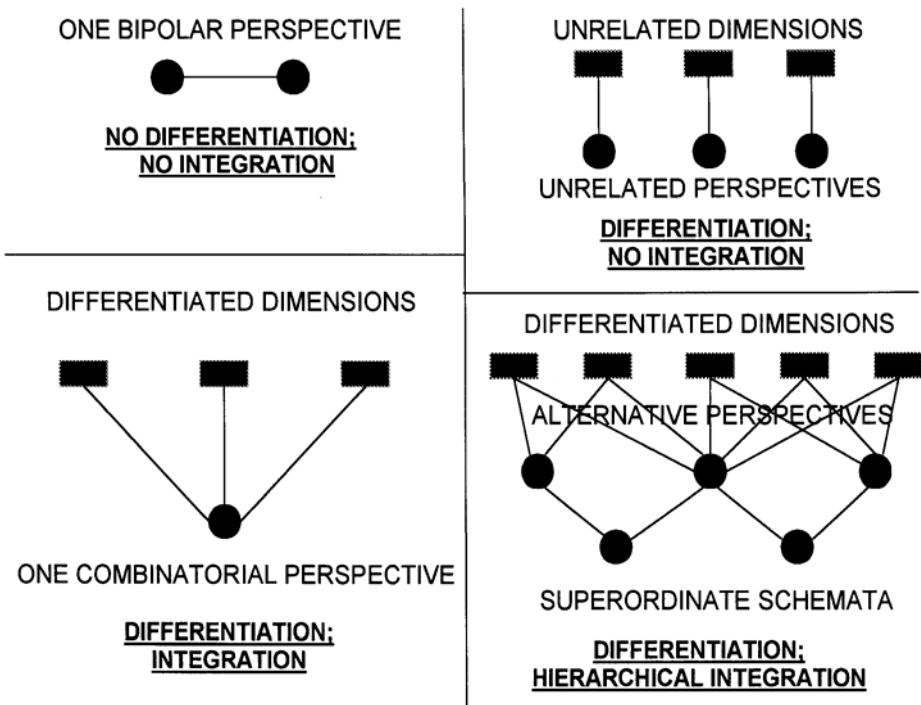 ONE BIPOLAR PERSPECTIVE
NO DIFFERENTIATION;
NO INTEGRATION
UNRELATED DIMENSIONS
UNRELATED PERSPECTIVES
DIFFERENTIATION;
NO INTEGRATION
DIFFERENTIATED DIMENSIONS
ONE COMBINATORIAL PERSPECTIVE
DIFFERENTIATION;
INTEGRATION
DIFFERENTIATED DIMENSIONS
ALTERNATIVE PERSPECTIVES
SUPERORDINATE SCHEMATA
DIFFERENTIATION;
HIERARCHICAL INTEGRATION